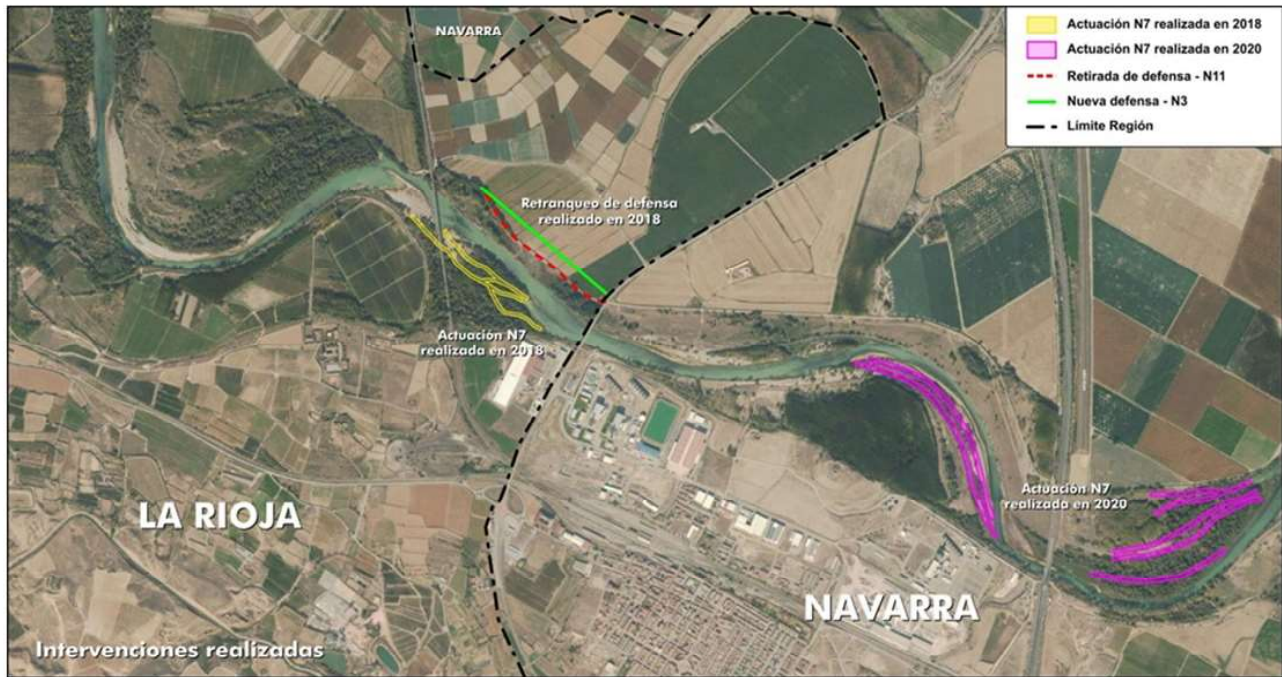 NAVARRA
Actuación N7 realizada en 2018
Actuación N7 realizada en 2020
Retirada de defensa - N11
Nueva defensa - N3
Límite Región
Retranqueo de defensa
realizado en 2018
Actuación N7
realizada en 2018
Actuación N7
realizada en 2020
LA RIOJA
NAVARRA
Intervenciones realizadas